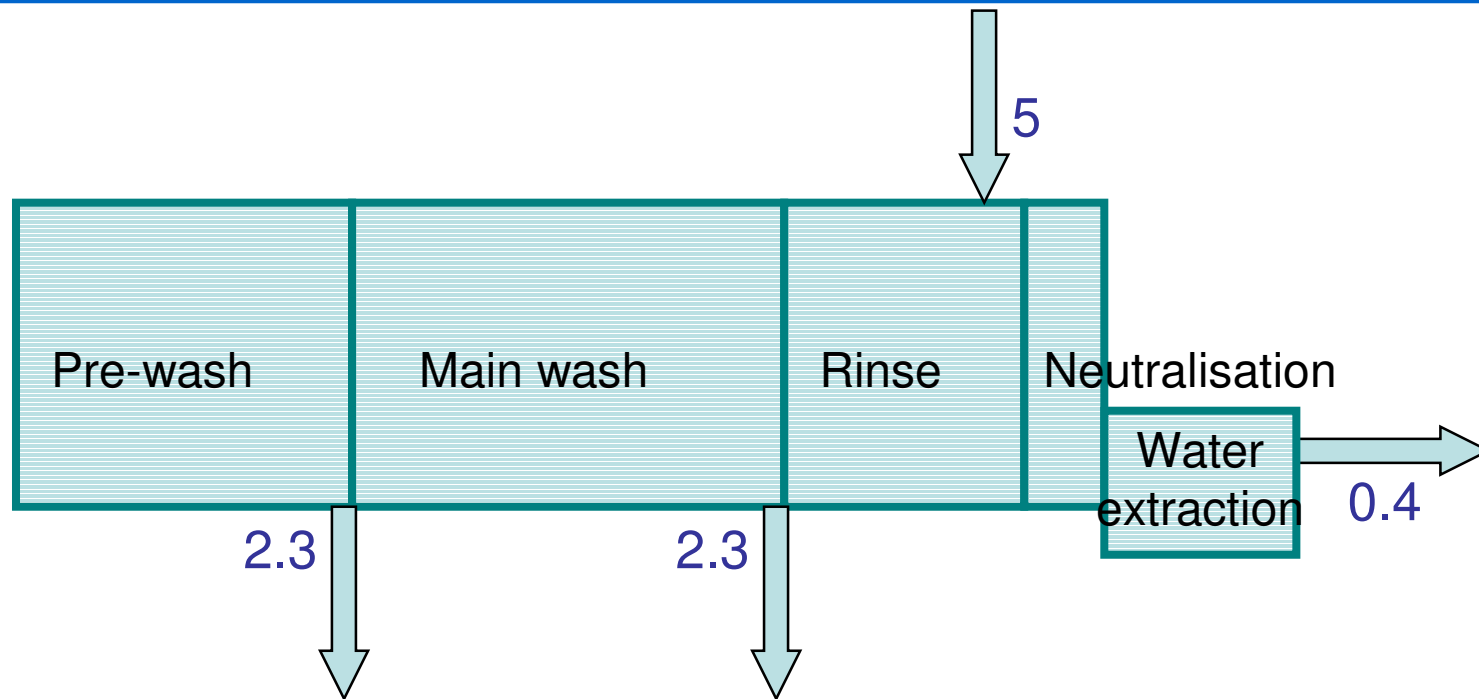 5
Pre-wash
Main wash
Rinse
Neutralisation
Water
extraction
0.4
2.3
2.3